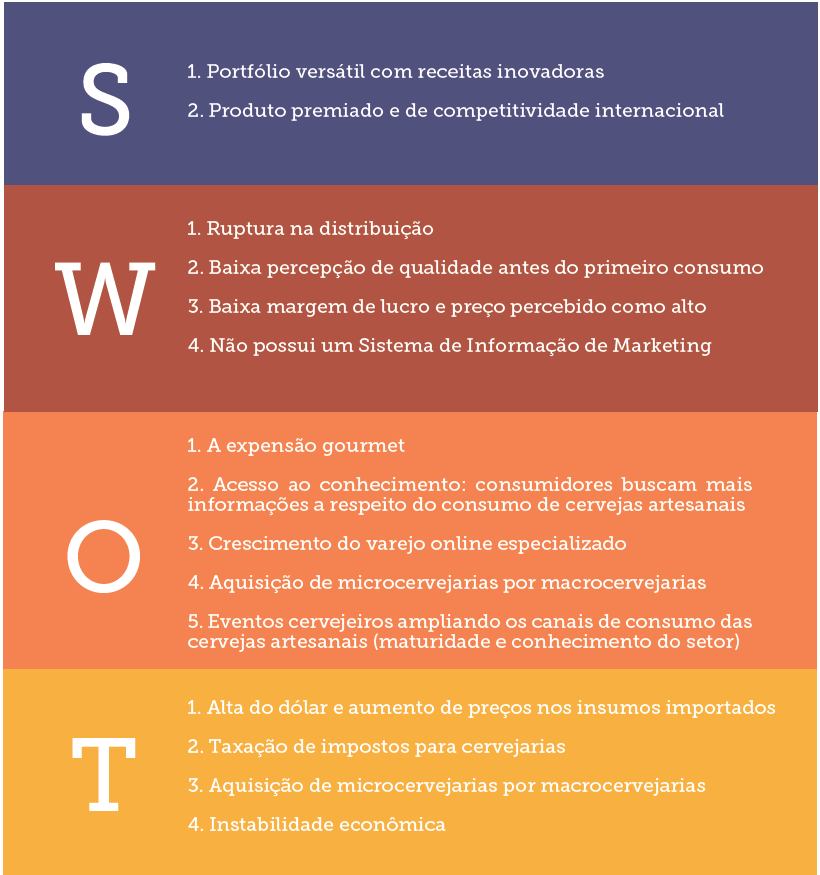 S
1. Portfólio versátil com receitas inovadoras
2. Produto premiado e de competitividade internacional
W
1. Ruptura na distribuição
2. Baixa percepção de qualidade antes do primeiro consumo
3. Baixa margem de lucro e preço percebido como alto
4. Não possui um Sistema de Informação de Marketing
O
1. A expensão gourmet
2. Acesso ao conhecimento: consumidores buscam mais
informações a respeito do consumo de cervejas artesanais
3. Crescimento do varejo online especializado
4. Aquisição de microcervejarias por macrocervejarias
5. Eventos cervejeiros ampliando os canais de consumo das
cervejas artesanais (maturidade e conhecimento do setor)
T
1. Alta do dólar e aumento de preços nos insumos importados
2. Taxação de impostos para cervejarias
3. Aquisição de microcervejarias por macrocervejarias
4. Instabilidade econômica